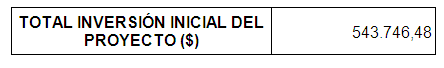 TOTAL INVERSIÓN INICIAL DEL
PROYECTO ($)
543.746,48